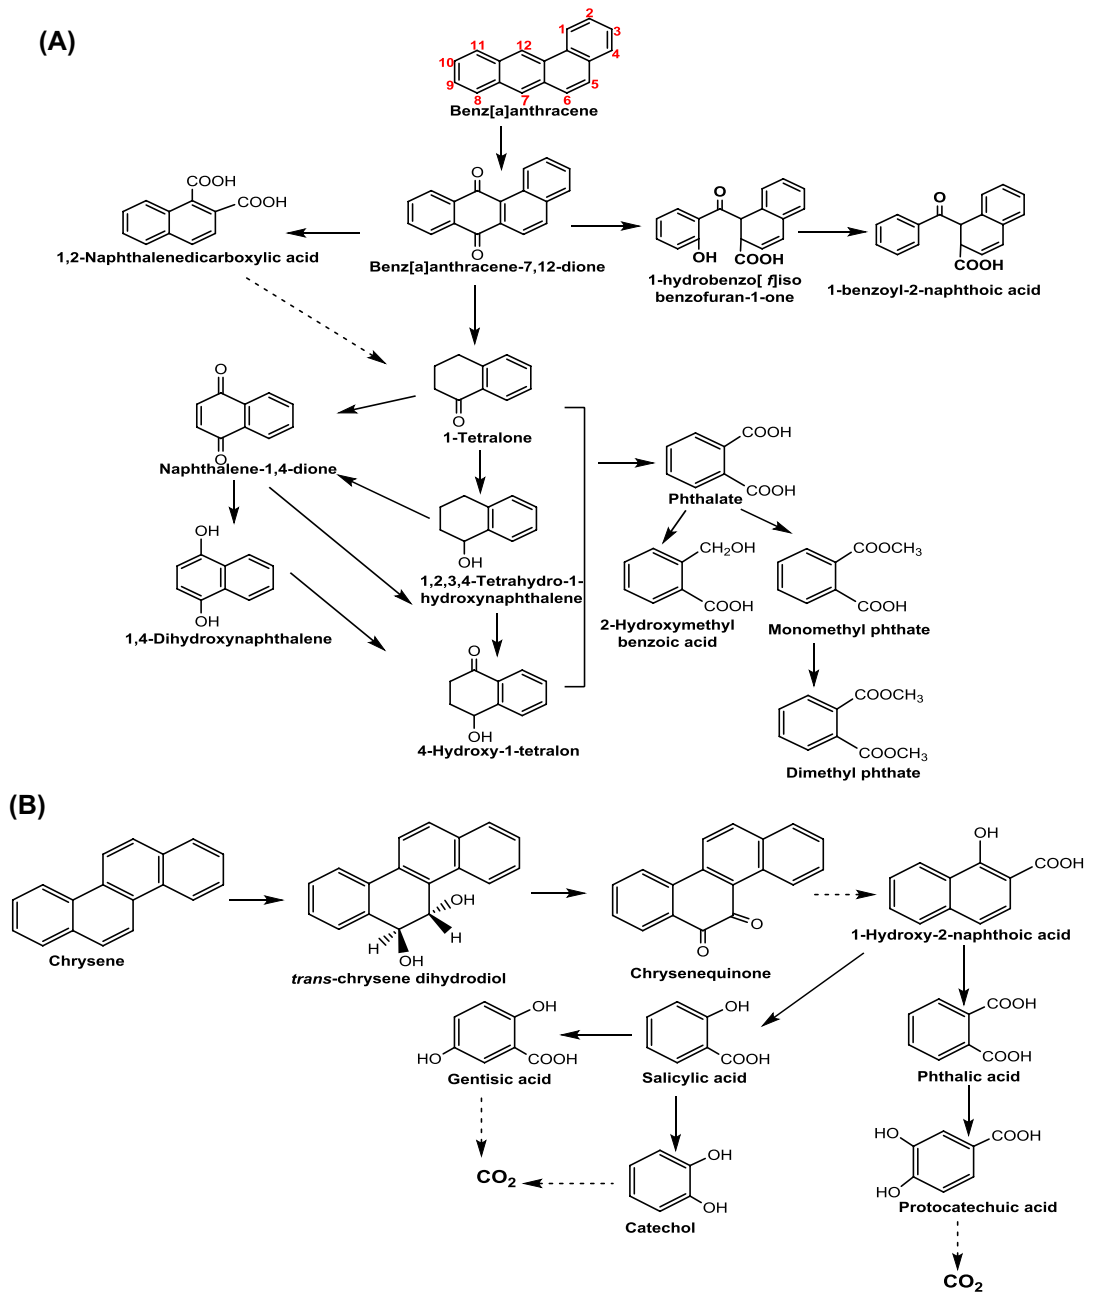 (A)
1
2
3
4
5
6
7
8
9
10
11
12
Benz[a]anthracene
COOH
COOH
1,2-Naphthalenedicarboxylic acid
O
O
Benz[a]anthracene-7,12-dione
O
OH
COOH
1-hydrobenzo[ f]iso
benzofuran-1-one
O
COOH
1-benzoyl-2-naphthoic acid
O
O
Naphthalene-1,4-dione
O
1-Tetralone
COOH
COOH
Phthalate
OH
OH
1,4-Dihydroxynaphthalene
OH
1,2,3,4-Tetrahydro-1-
hydroxynaphthalene
CH2OH
COOH
2-Hydroxymethyl
benzoic acid
COOCH3
COOH
Monomethyl phthate
O
OH
4-Hydroxy-1-tetralon
COOCH3
COOCH3
Dimethyl phthate
(B)
Chrysene
OH
H
H
OH
trans-chrysene dihydrodiol
O
O
Chrysenequinone
OH
COOH
1-Hydroxy-2-naphthoic acid
OH
HO
COOH
Gentisic acid
OH
COOH
Salicylic acid
COOH
COOH
Phthalic acid
CO2
OH
OH
Catechol
HO
COOH
HO
Protocatechuic acid
CO2